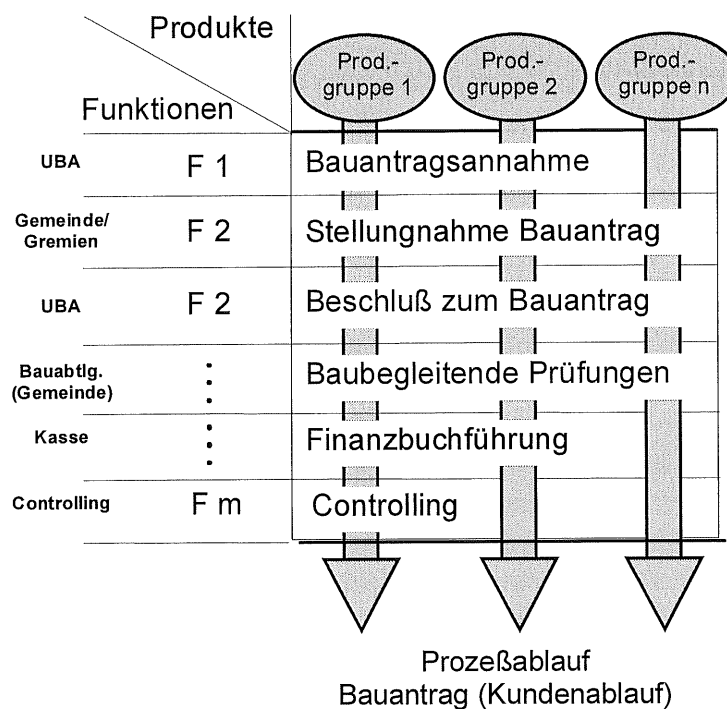 Produkte
Funktionen
Prod.-
gruppe 1
Prod.-
gruppe 2
Prod.-
gruppe n
UBA
F 1
Bauantragsannahme
Gemeinde/
Gremien
F 2
Stellungnahme Bauantrag
UBA
F 2
Beschluß zum Bauantrag
Bauabtlg.
(Gemeinde)
Baubegleitende Prüfungen
Kasse
Finanzbuchführung
Controlling
F m
Controlling
Prozeßablauf
Bauantrag (Kundenablauf)